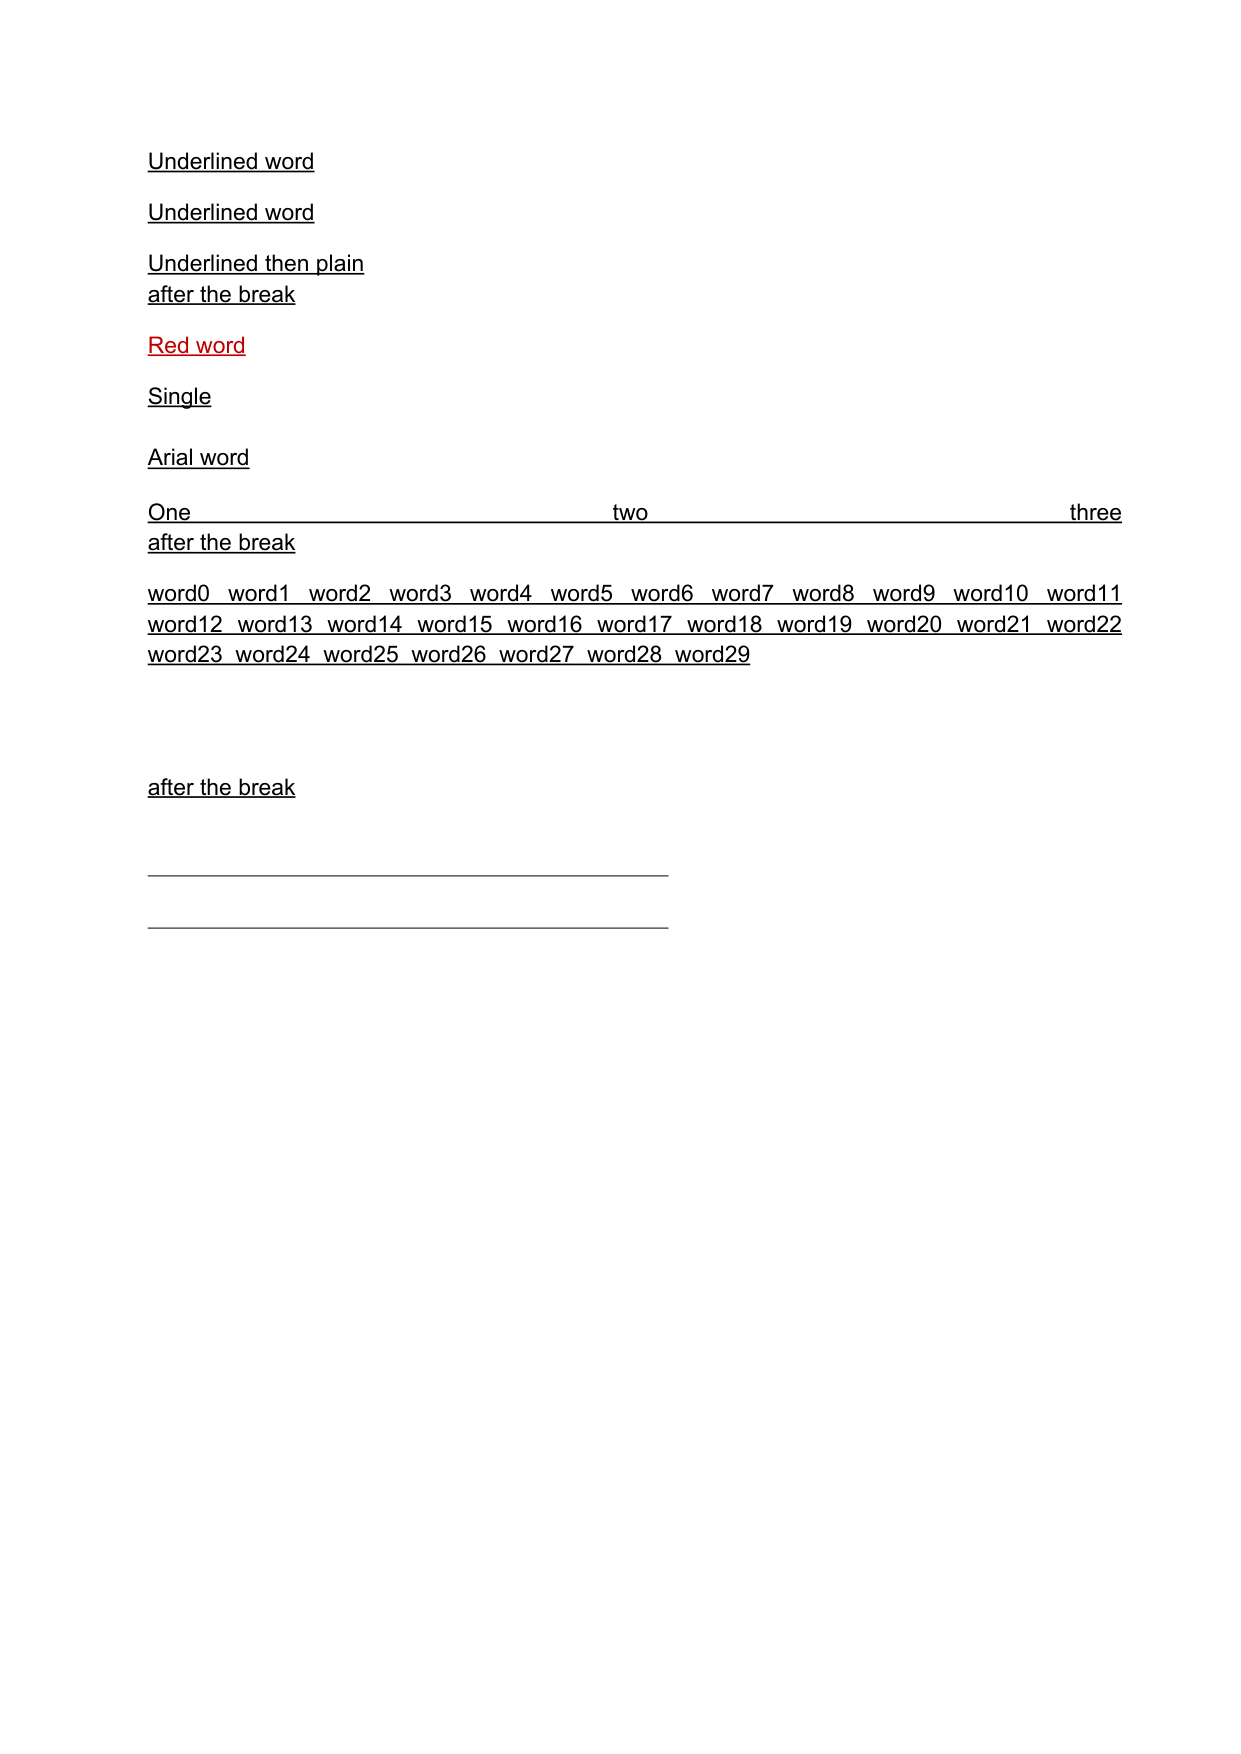 Underlined word
Underlined word
Underlined then plain
after the break
Red word
Single
Arial word
One two three
after the break
word0 word1 word2 word3 word4 word5 word6 word7 word8 word9 word10 word11
word12 word13 word14 word15 word16 word17 word18 word19 word20 word21 word22
word23 word24 word25 word26 word27 word28 word29
after the break